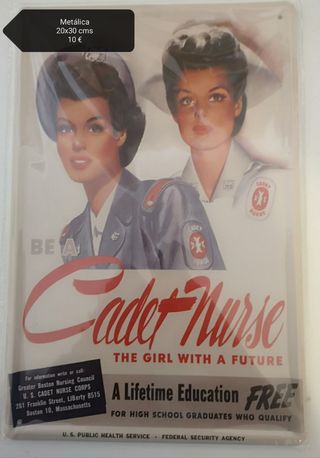 Metálica
20x30 cms
10 €
BE A
Cadet Nurse
THE GIRL WITH A FUTURE
For information write or call:
Greater Boston Nursing Council
U. S. CADET NURSE CORPS
261 Franklin Street, LIberty 8515
Boston 10, Massachusetts
A Lifetime Education FREE
FOR HIGH SCHOOL GRADUATES WHO QUALIFY
U. S. PUBLIC HEALTH SERVICE · FEDERAL SECURITY AGENCY
CADET
NURSE